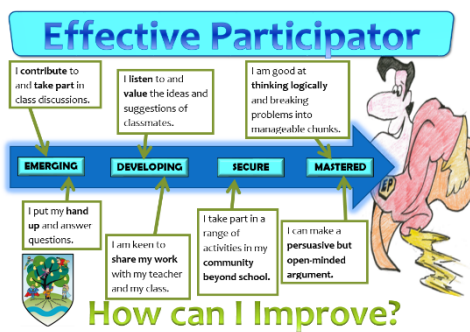 Effective Participator
I contribute to
and take part in
class discussions.
I listen to and
value the ideas and
suggestions of
classmates.
I am good at
thinking logically
and breaking
problems into
manageable chunks.
EMERGING
DEVELOPING
SECURE
MASTERED
EP
I put my hand
up and answer
questions.
I am keen to
share my work
with my teacher
and my class.
I take part in a
range of
activities in my
community
beyond school.
I can make a
persuasive but
open-minded
argument.
How can I Improve?